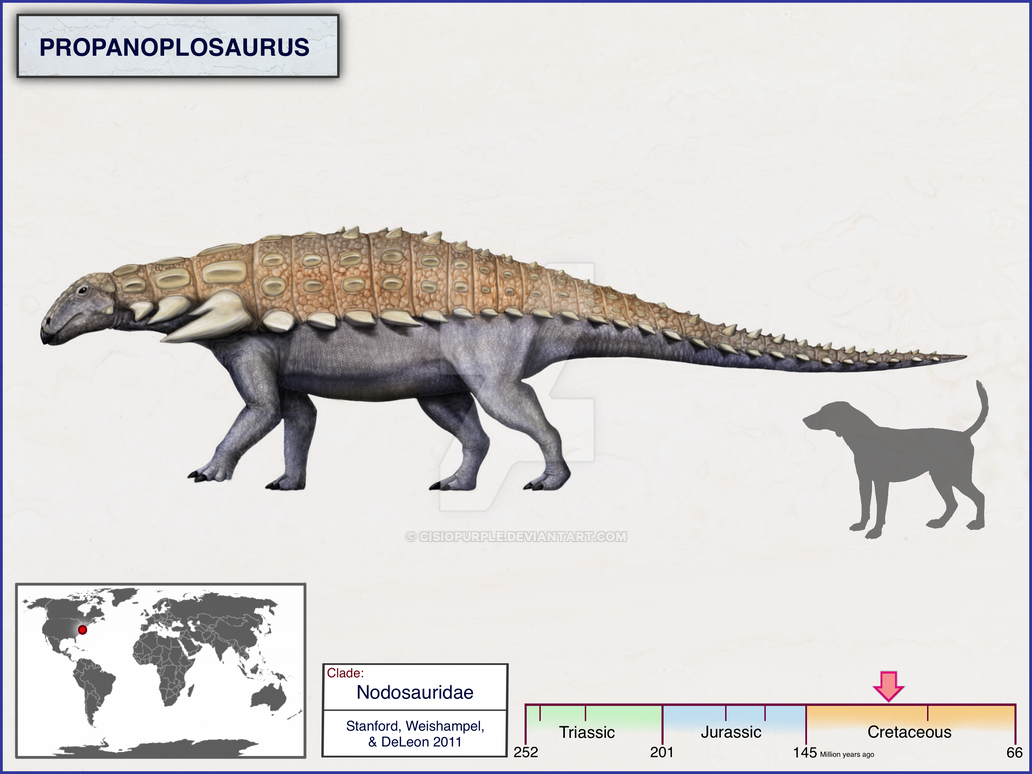 PROPANOPLOSAURUS
© CISIOPURPLE.DEVIANTART.COM
Clade:
Nodosauridae
Stanford, Weishampel,
& DeLeon 2011
Triassic Jurassic Cretaceous
252 201 145 Million years ago 66